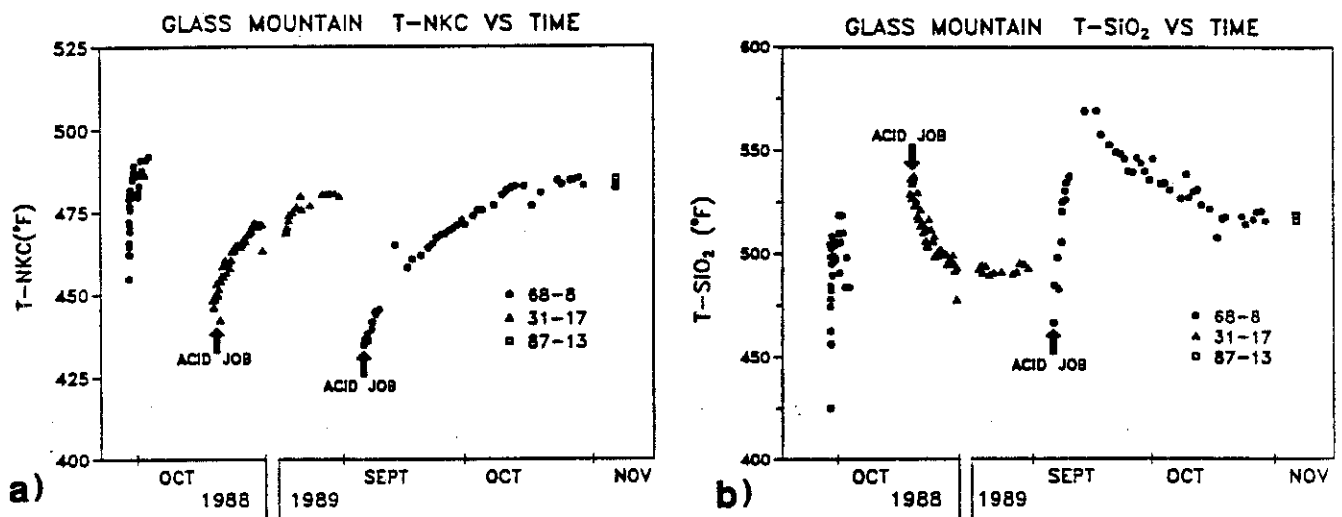 GLASS MOUNTAIN T-NKC VS TIME
525
500
475
450
425
400
T-NKC(°F)
ACID JOB
ACID JOB
68-8
31-17
87-13
OCT
SEPT
OCT
NOV
1988
1989
a)
GLASS MOUNTAIN T-SiO₂ VS TIME
600
550
500
450
400
T-SiO₂ (°F)
ACID JOB
ACID JOB
68-8
31-17
87-13
OCT
SEPT
OCT
NOV
1988
1989
b)